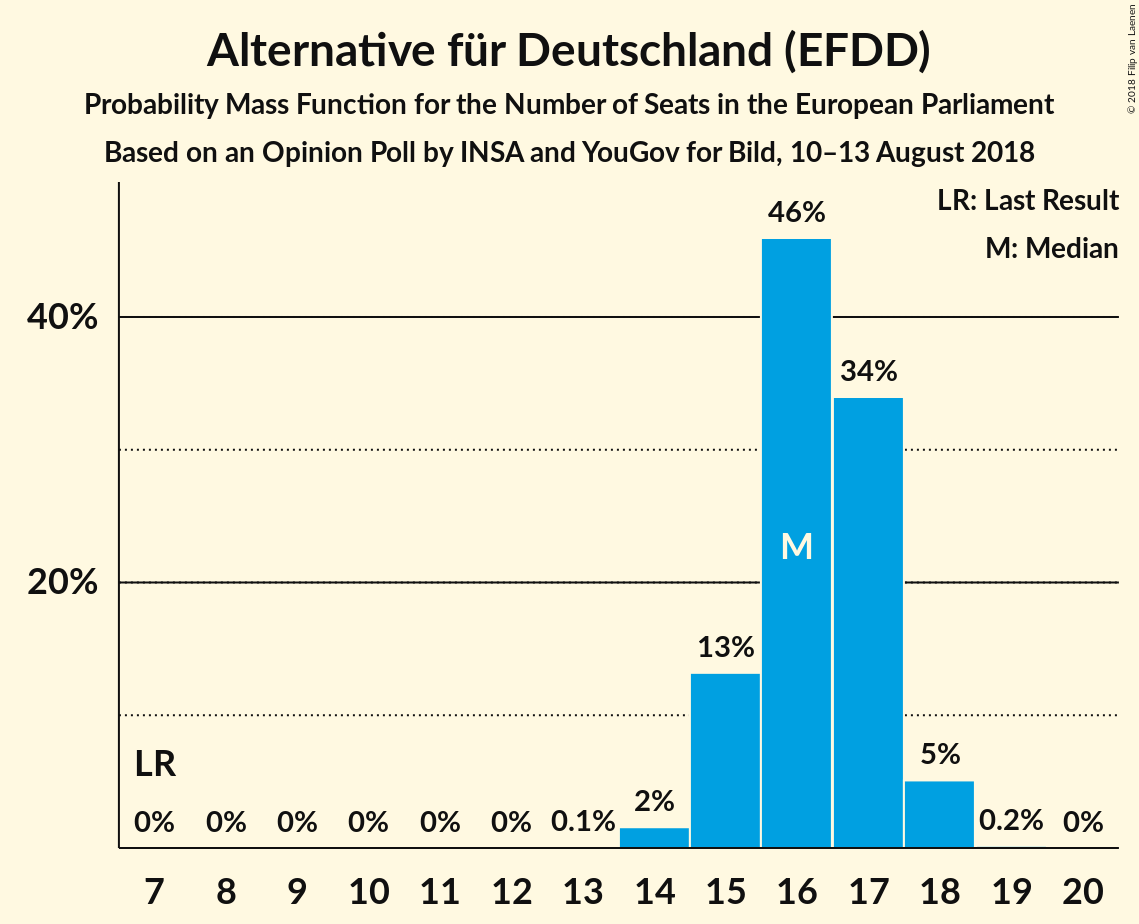 Alternative für Deutschland (EFDD)
Probability Mass Function for the Number of Seats in the European Parliament
Based on an Opinion Poll by INSA and YouGov for Bild, 10–13 August 2018
© 2018 Filip van Laenen
LR: Last Result
M: Median
46%
40%
34%
M
20%
13%
LR
5%
2%
0% 0% 0% 0% 0% 0% 0.1% 0.2% 0%
7 8 9 10 11 12 13 14 15 16 17 18 19 20